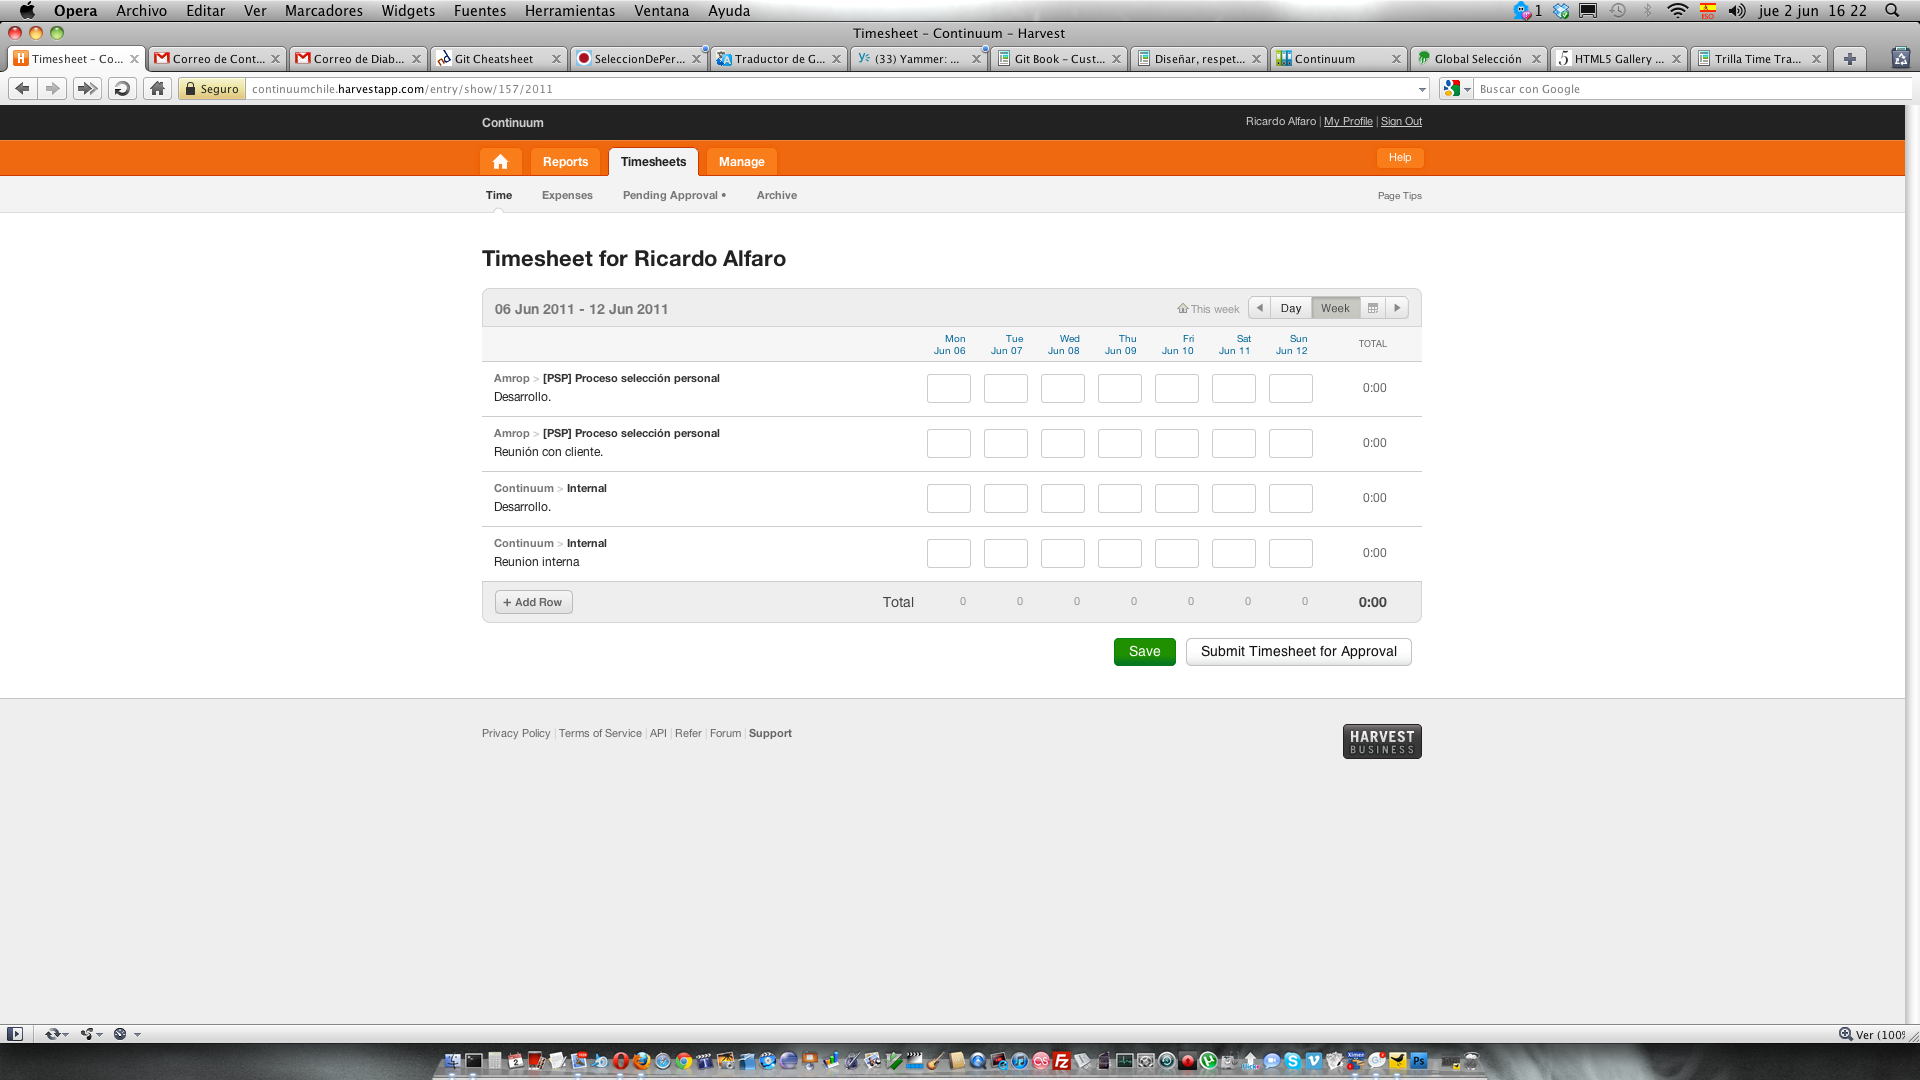 Opera Archivo Editar Ver Marcadores Widgets Fuentes Herramientas Ventana Ayuda 1 ISO jue 2 jun 16 22
Timesheet – Continuum – Harvest
Timesheet – Co... Correo de Cont... Correo de Diab... Git Cheatsheet SeleccionDePer... Traductor de G... (33) Yammer: ... Git Book – Cust... Diseñar, respet... Continuum Global Selección HTML5 Gallery ... Trilla Time Tra...
Seguro continuumchile.harvestapp.com/entry/show/157/2011 Buscar con Google
Continuum Ricardo Alfaro | My Profile | Sign Out
Reports Timesheets Manage Help
Time Expenses Pending Approval • Archive Page Tips
Timesheet for Ricardo Alfaro
06 Jun 2011 - 12 Jun 2011 This week Day Week
Mon Tue Wed Thu Fri Sat Sun
Jun 06 Jun 07 Jun 08 Jun 09 Jun 10 Jun 11 Jun 12 TOTAL
Amrop > [PSP] Proceso selección personal
Desarrollo. 0:00
Amrop > [PSP] Proceso selección personal
Reunión con cliente. 0:00
Continuum > Internal
Desarrollo. 0:00
Continuum > Internal
Reunion interna 0:00
+ Add Row Total 0 0 0 0 0 0 0 0:00
Save Submit Timesheet for Approval
Privacy Policy | Terms of Service | API | Refer | Forum | Support
HARVEST
BUSINESS
Ver (100%